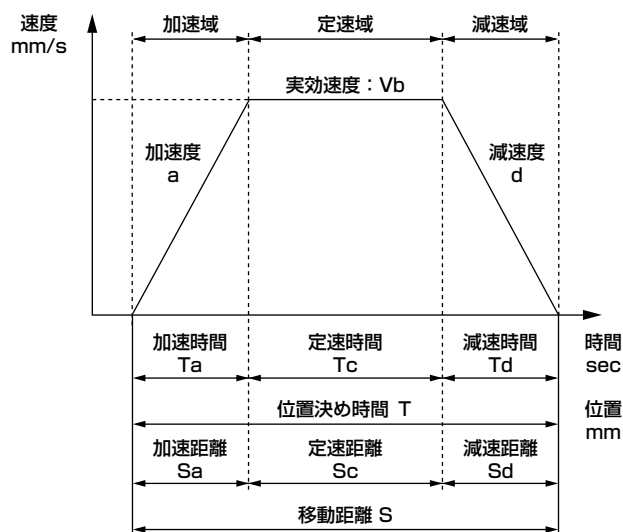 速度
mm/s
加速域
定速域
減速域
実効速度：Vb
加速度
a
減速度
d
時間
sec
加速時間
Ta
定速時間
Tc
減速時間
Td
位置決め時間 T
位置
mm
加速距離
Sa
定速距離
Sc
減速距離
Sd
移動距離 S